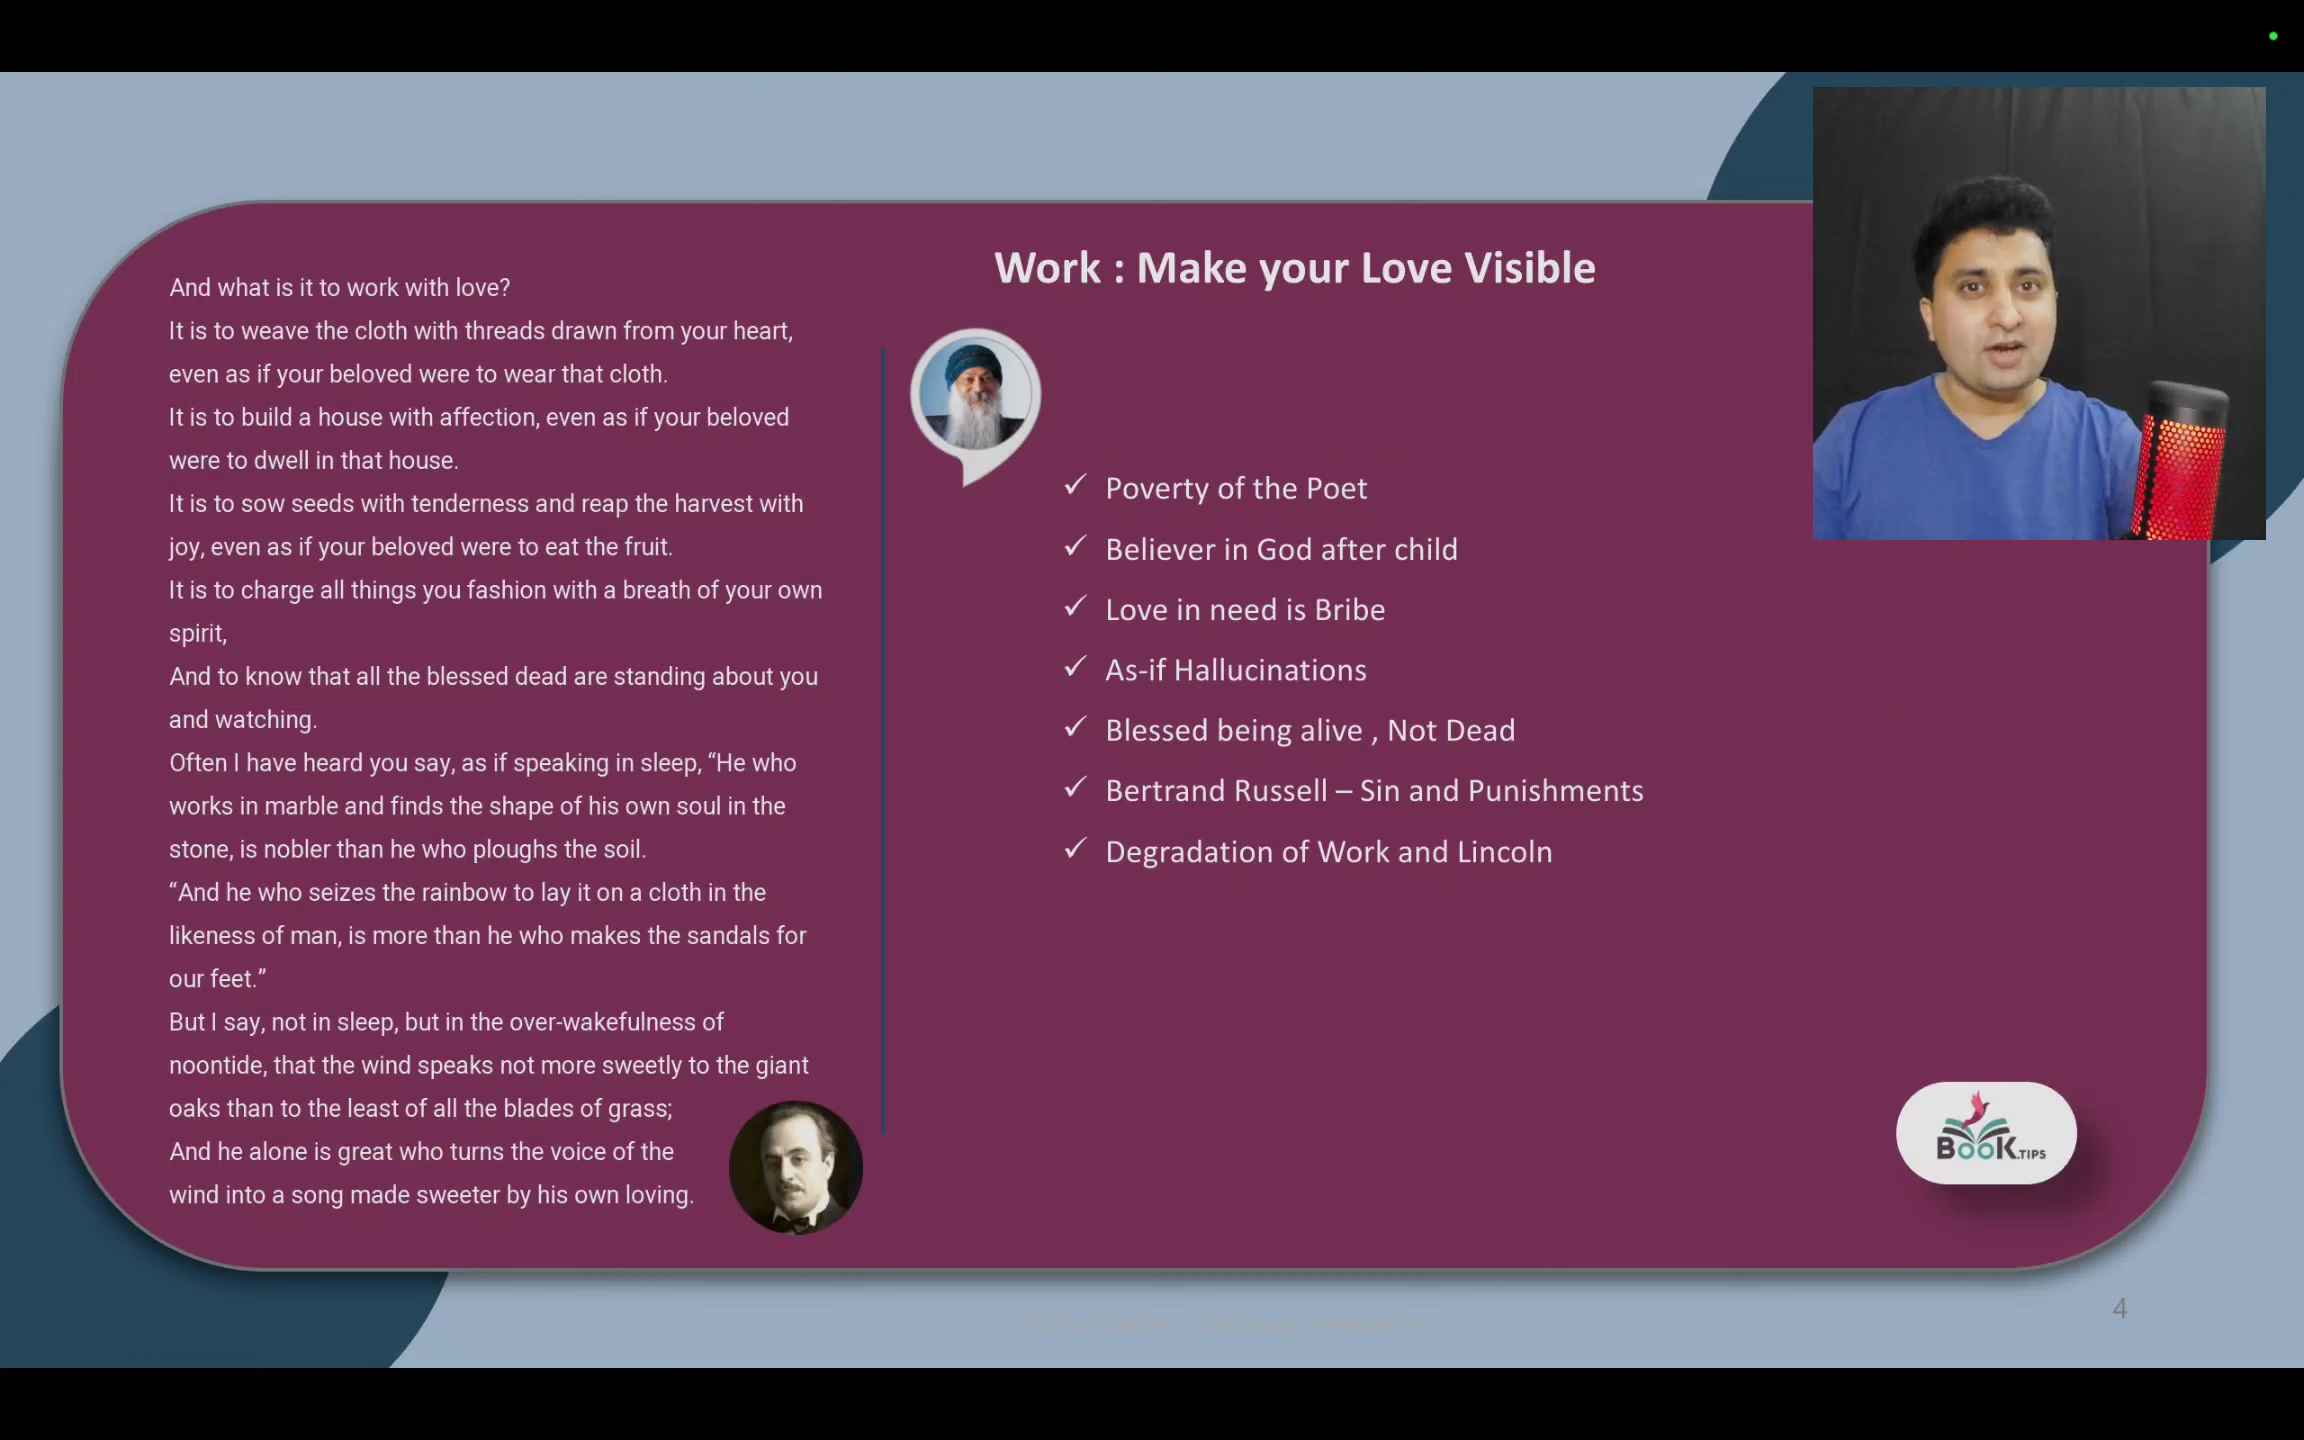 And what is it to work with love?
It is to weave the cloth with threads drawn from your heart,
even as if your beloved were to wear that cloth.
It is to build a house with affection, even as if your beloved
were to dwell in that house.
It is to sow seeds with tenderness and reap the harvest with
joy, even as if your beloved were to eat the fruit.
It is to charge all things you fashion with a breath of your own
spirit,
And to know that all the blessed dead are standing about you
and watching.
Often I have heard you say, as if speaking in sleep, “He who
works in marble and finds the shape of his own soul in the
stone, is nobler than he who ploughs the soil.
“And he who seizes the rainbow to lay it on a cloth in the
likeness of man, is more than he who makes the sandals for
our feet.”
But I say, not in sleep, but in the over-wakefulness of
noontide, that the wind speaks not more sweetly to the giant
oaks than to the least of all the blades of grass;
And he alone is great who turns the voice of the
wind into a song made sweeter by his own loving.
Work : Make your Love Visible
✓ Poverty of the Poet
✓ Believer in God after child
✓ Love in need is Bribe
✓ As-if Hallucinations
✓ Blessed being alive , Not Dead
✓ Bertrand Russell – Sin and Punishments
✓ Degradation of Work and Lincoln
BOOK.TIPS
4